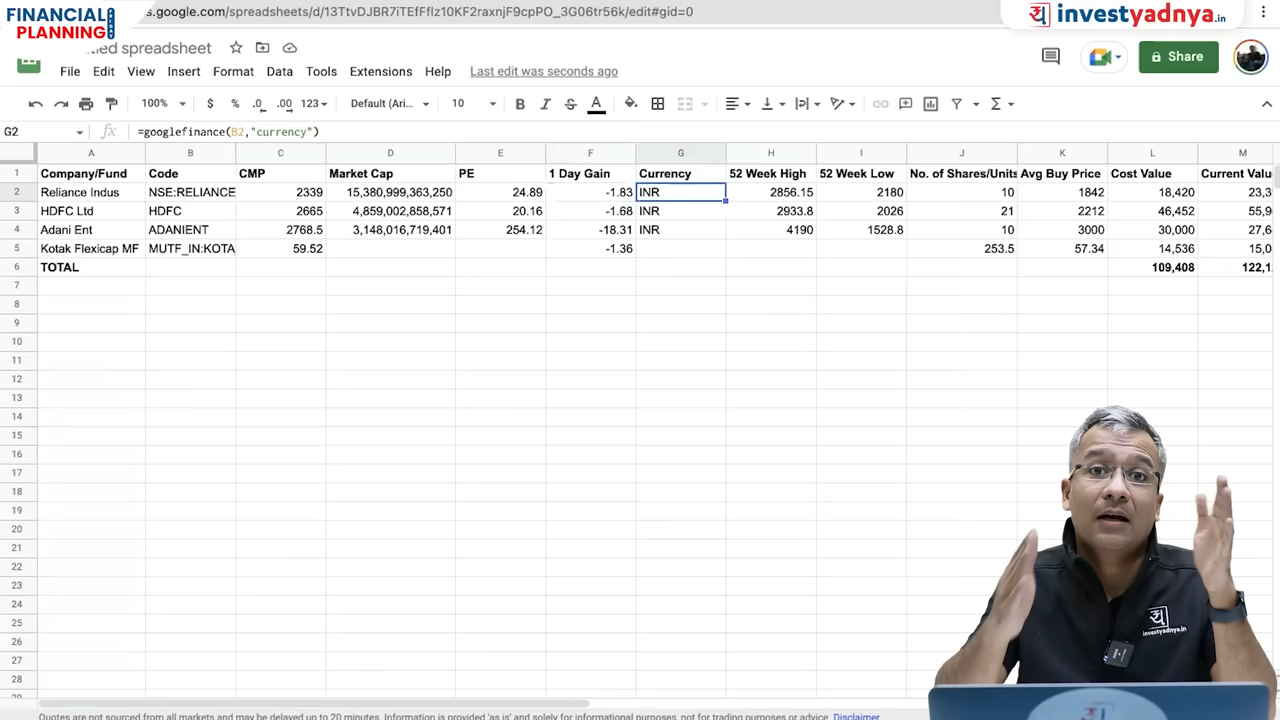 FINANCIAL
PLANNING
s.google.com/spreadsheets/d/13TtvDJBR7iTEfFflz10KF2raxnjF9cpPO_3G06tr56k/edit#gid=0
investyadnya.in
tled spreadsheet
File Edit View Insert Format Data Tools Extensions Help Last edit was seconds ago
Share
100% $ % .0 .00 123 Default (Ari... 10 B I S A
G2 fx =googlefinance(B2,"currency")
A B C D E F G H I J K L M
1 Company/Fund Code CMP Market Cap PE 1 Day Gain Currency 52 Week High 52 Week Low No. of Shares/Units Avg Buy Price Cost Value Current Valu
2 Reliance Indus NSE:RELIANCE 2339 15,380,999,363,250 24.89 -1.83 INR 2856.15 2180 10 1842 18,420 23,3
3 HDFC Ltd HDFC 2665 4,859,002,858,571 20.16 -1.68 INR 2933.8 2026 21 2212 46,452 55,9
4 Adani Ent ADANIENT 2768.5 3,148,016,719,401 254.12 -18.31 INR 4190 1528.8 10 3000 30,000 27,6
5 Kotak Flexicap MF MUTF_IN:KOTA 59.52 -1.36 253.5 57.34 14,536 15,0
6 TOTAL 109,408 122,1
7
8
9
10
11
12
13
14
15
16
17
18
19
20
21
22
23
24
25
26
27
28
investyadnya.in
Quotes are not sourced from all markets and may be delayed up to 20 minutes. Information is provided 'as is' and solely for informational purposes, not for trading purposes or advice. Disclaimer